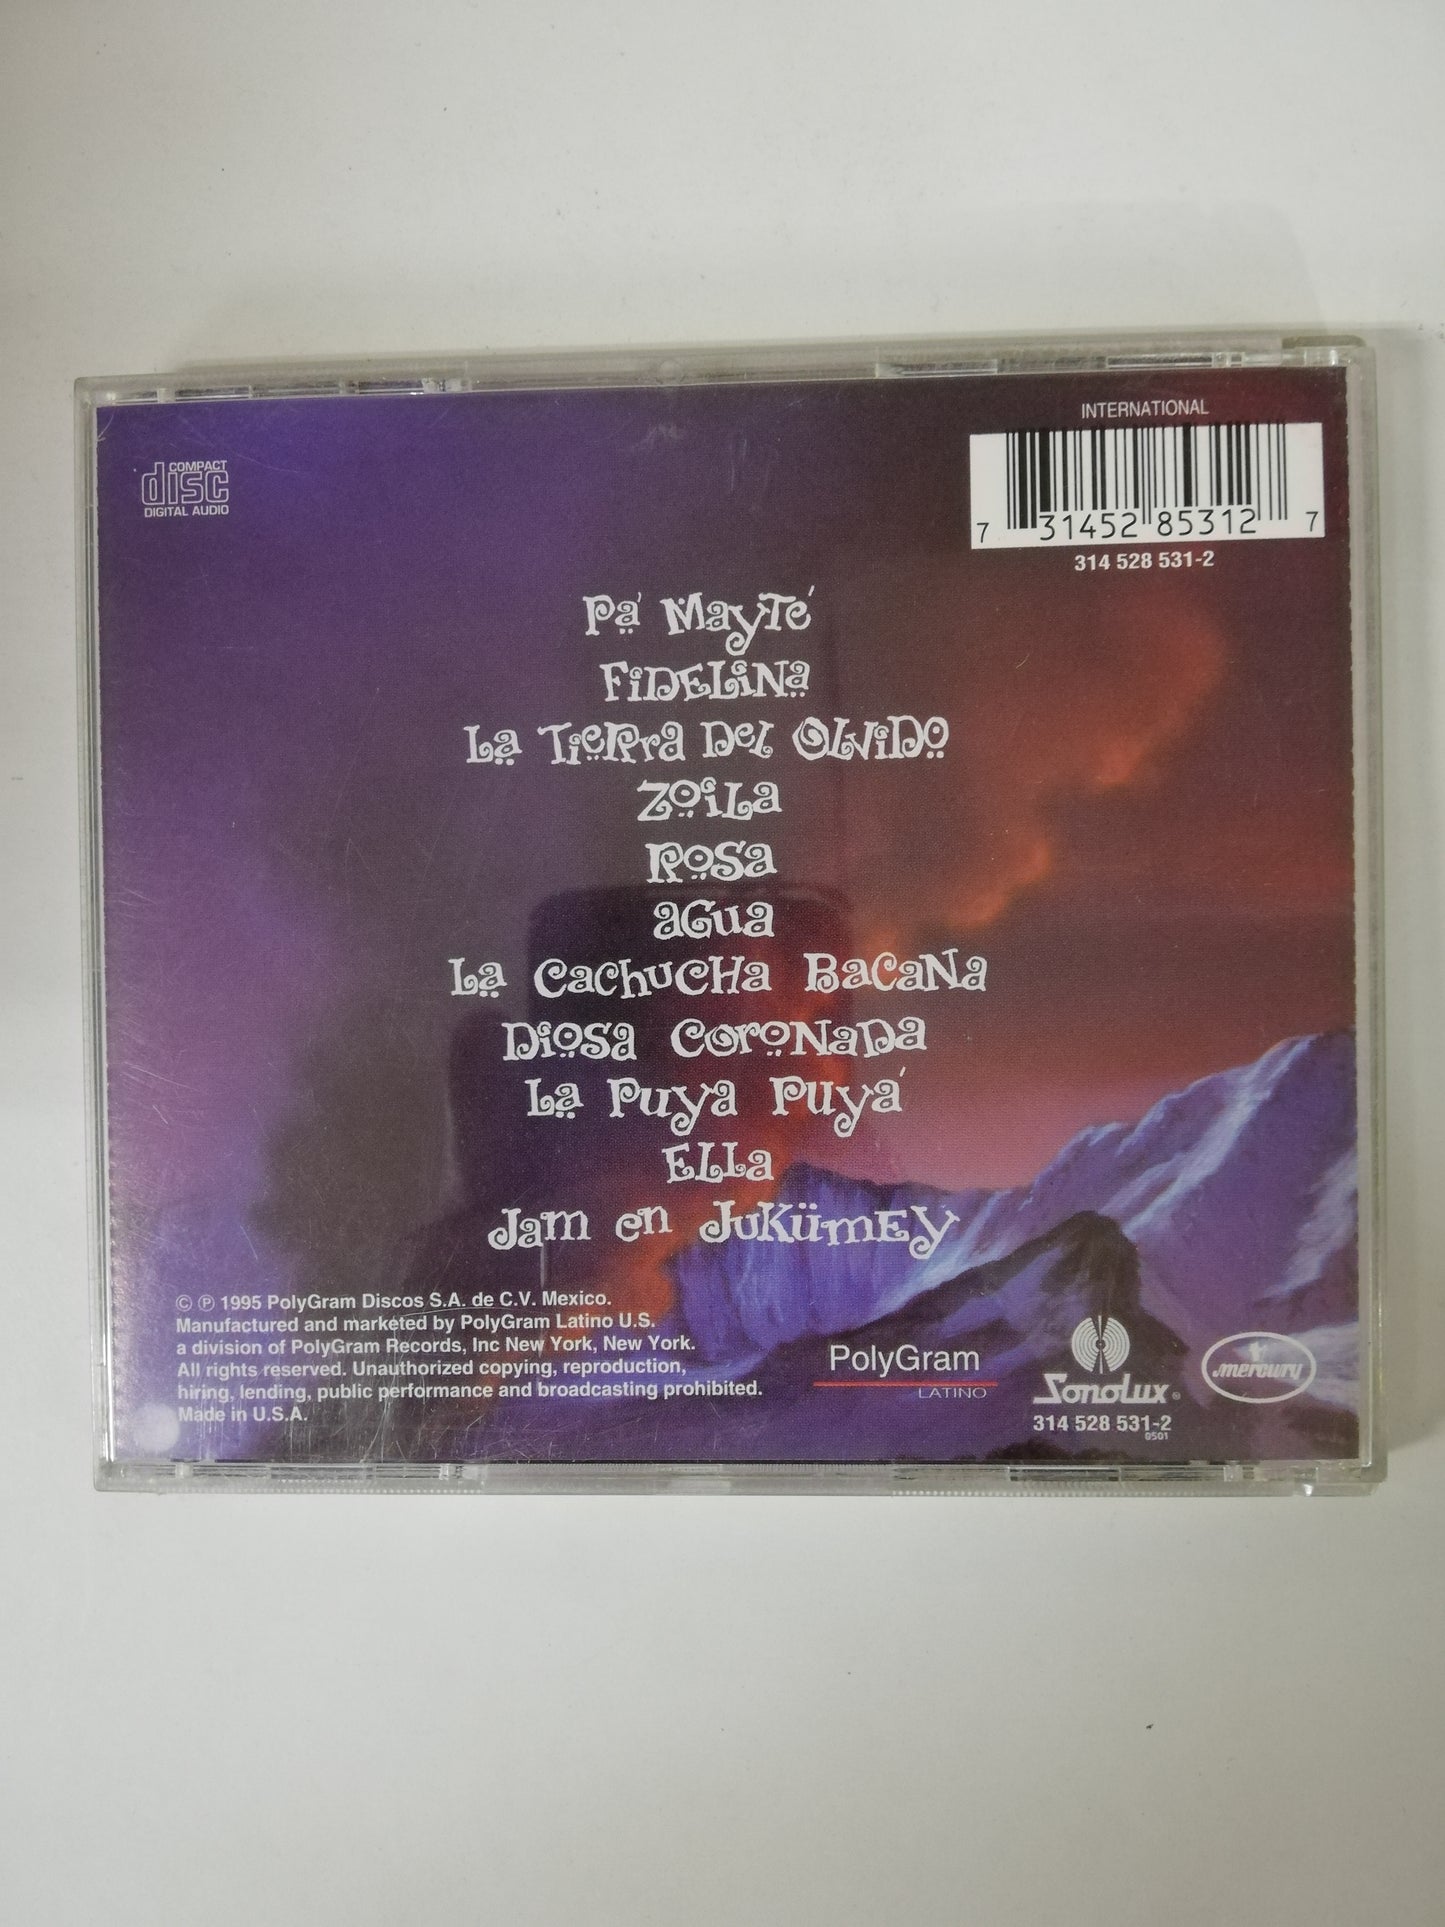 INTERNATIONAL
COMPACT
disc
DIGITAL AUDIO
7 31452 85312 7
314 528 531-2
Pa' Mayté
Fidelina
La Tierra Del Olvido
Zoila
Rosa
Agua
La Cachucha Bacana
Diosa Coronada
La Puya Puyá
Ella
Jam en Jukümey
© ℗ 1995 PolyGram Discos S.A. de C.V. Mexico.
Manufactured and marketed by PolyGram Latino U.S.
a division of PolyGram Records, Inc New York, New York.
All rights reserved. Unauthorized copying, reproduction,
hiring, lending, public performance and broadcasting prohibited.
Made in U.S.A.
PolyGram
LATINO
Sonolux®
314 528 531-2
0501
mercury